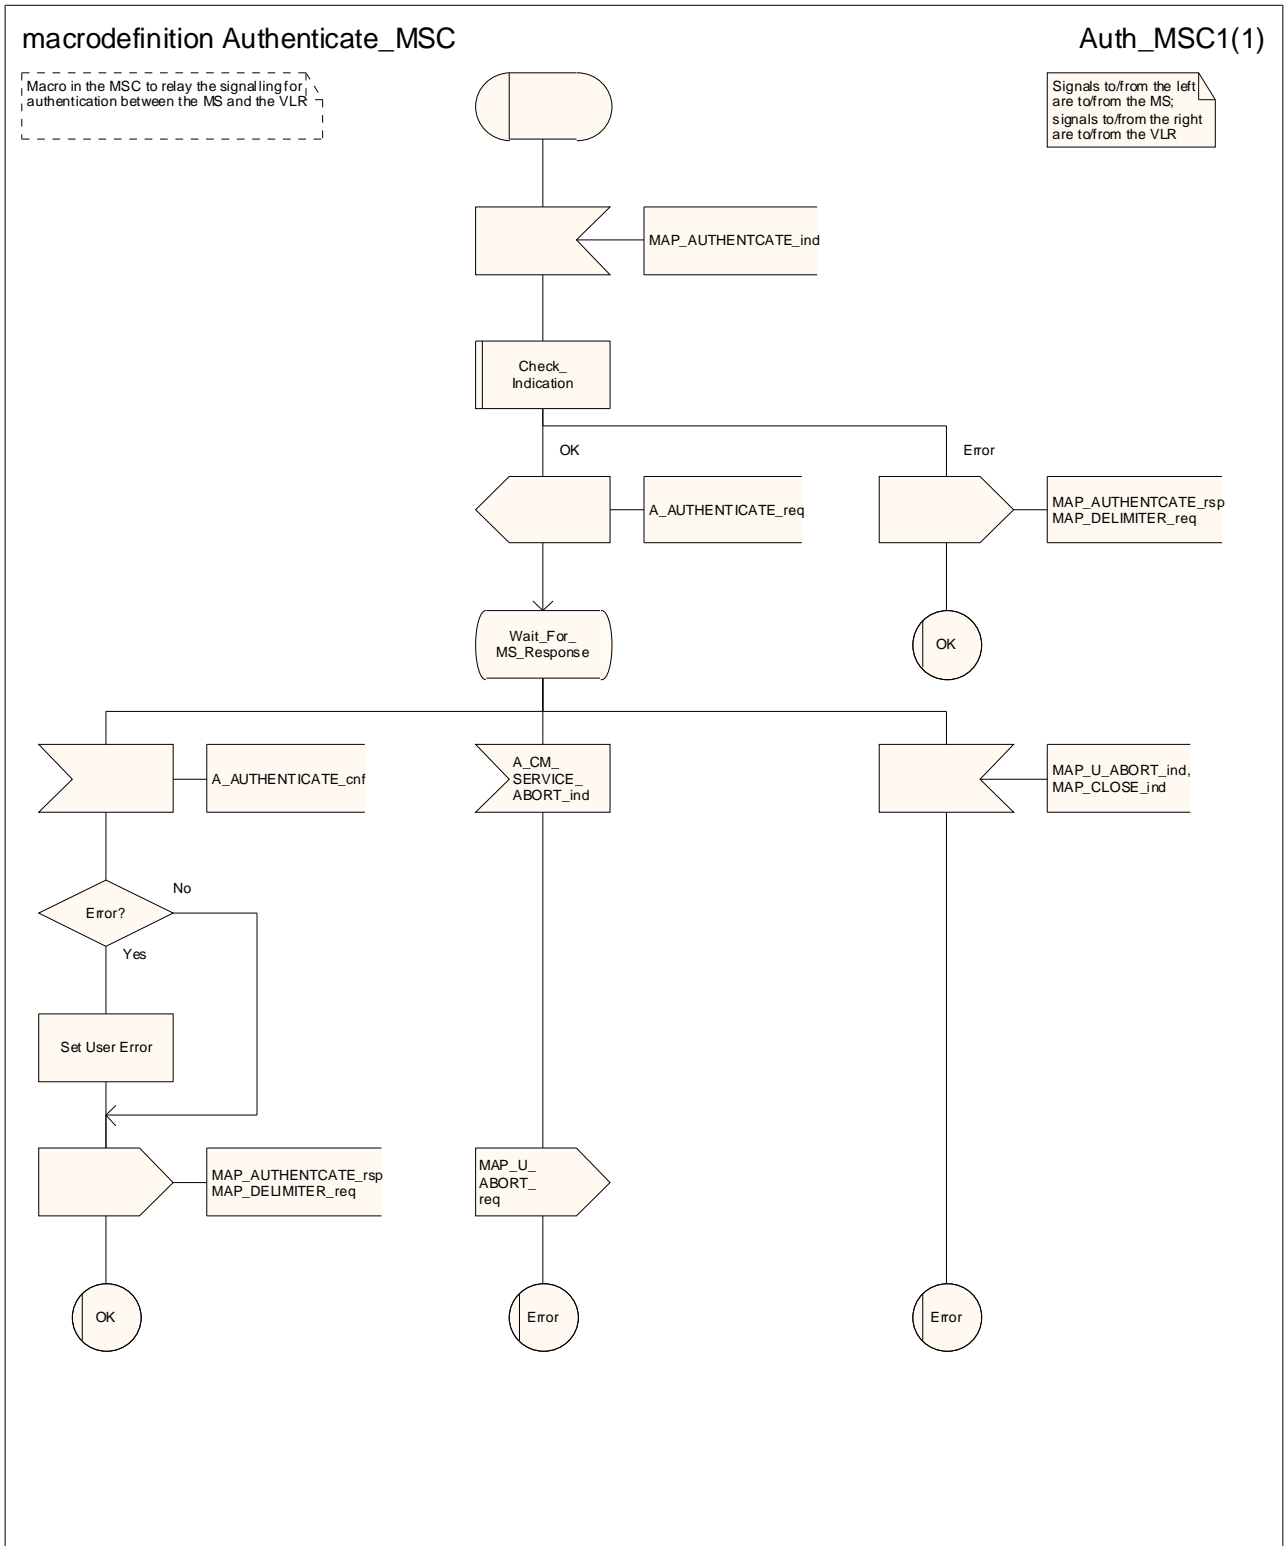 macrodefinition Authenticate_MSC
Auth_MSC1(1)
Macro in the MSC to relay the signalling for
authentication between the MS and the VLR
Signals to/from the left
are to/from the MS;
signals to/from the right
are to/from the VLR
MAP_AUTHENTCATE_ind
Check_
Indication
OK
Error
A_AUTHENTICATE_req
MAP_AUTHENTCATE_rsp
MAP_DELIMITER_req
Wait_For_
MS_Response
OK
A_AUTHENTICATE_cnf
A_CM_
SERVICE_
ABORT_ind
MAP_U_ABORT_ind,
MAP_CLOSE_ind
No
Error?
Yes
Set User Error
MAP_AUTHENTCATE_rsp
MAP_DELIMITER_req
MAP_U_
ABORT_
req
OK
Error
Error